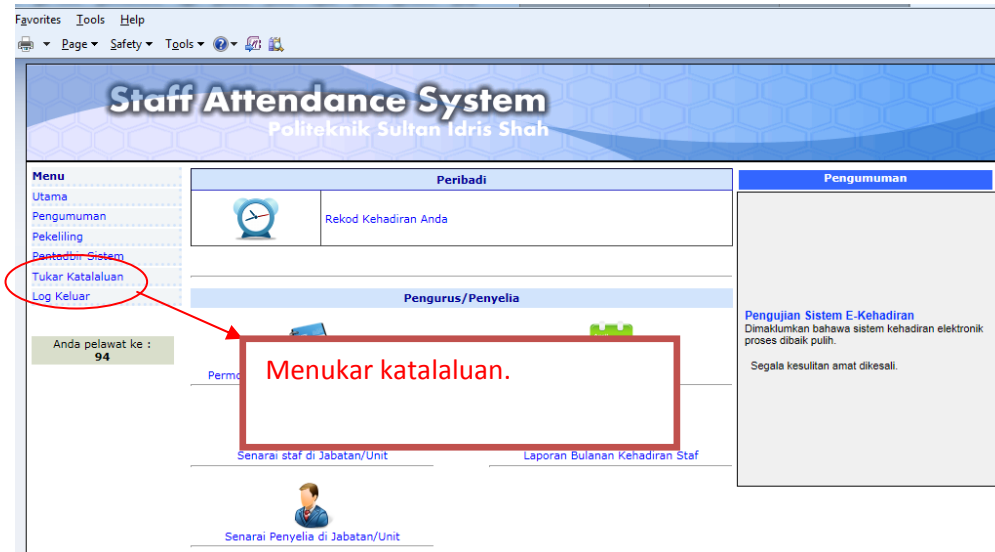 Favorites Tools Help
Page Safety Tools
Staff Attendance System
Politeknik Sultan Idris Shah
Menu
Utama
Pengumuman
Pekeliling
Pentadbir Sistem
Tukar Katalaluan
Log Keluar
Anda pelawat ke :
94
Peribadi
Rekod Kehadiran Anda
Pengurus/Penyelia
Menukar katalaluan.
Senarai staf di Jabatan/Unit
Laporan Bulanan Kehadiran Staf
Senarai Penyelia di Jabatan/Unit
Pengumuman
Pengujian Sistem E-Kehadiran
Dimaklumkan bahawa sistem kehadiran elektronik
proses dibaik pulih.
Segala kesulitan amat dikesali.